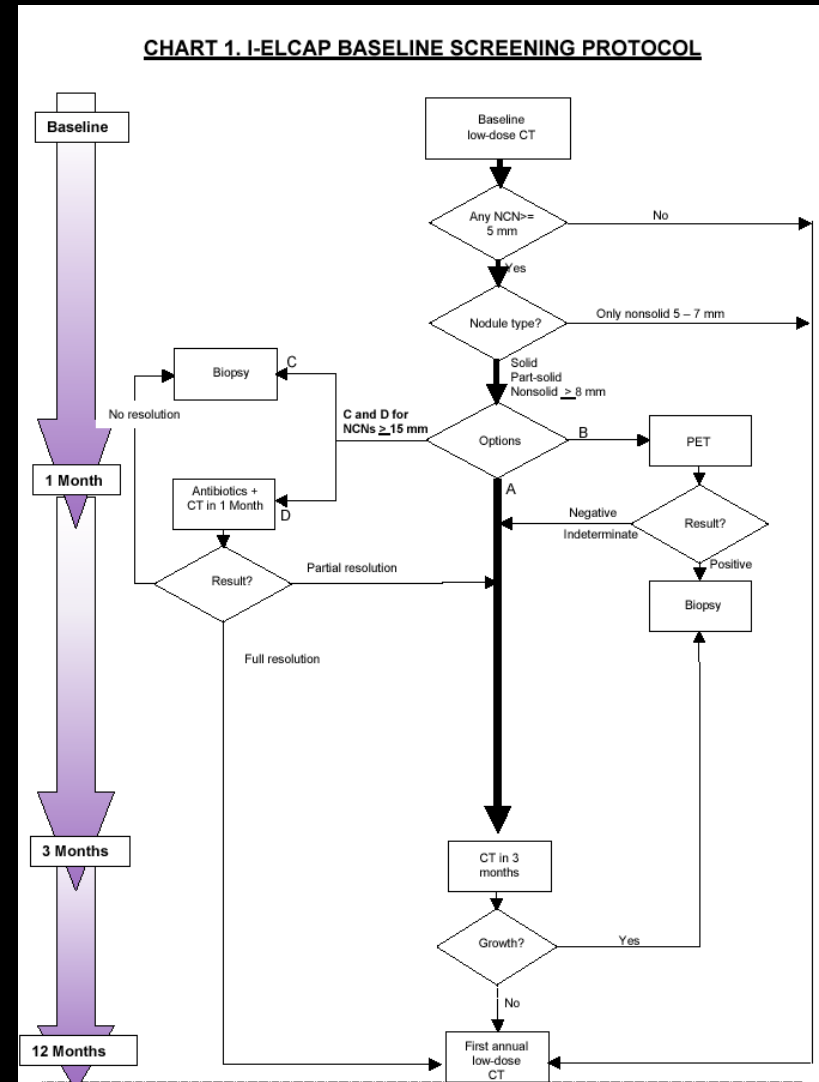 CHART 1. I-ELCAP BASELINE SCREENING PROTOCOL
Baseline
Baseline
low-dose CT
Any NCN>=
5 mm
No
Yes
Nodule type?
Only nonsolid 5 – 7 mm
Solid
Part-solid
Nonsolid > 8 mm
Biopsy
C
No resolution
C and D for
NCNs >15 mm
Options
B
PET
1 Month
Antibiotics +
CT in 1 Month
D
A
Negative
Indeterminate
Result?
Positive
Result?
Partial resolution
Biopsy
Full resolution
3 Months
CT in 3
months
Growth?
Yes
No
12 Months
First annual
low-dose
CT